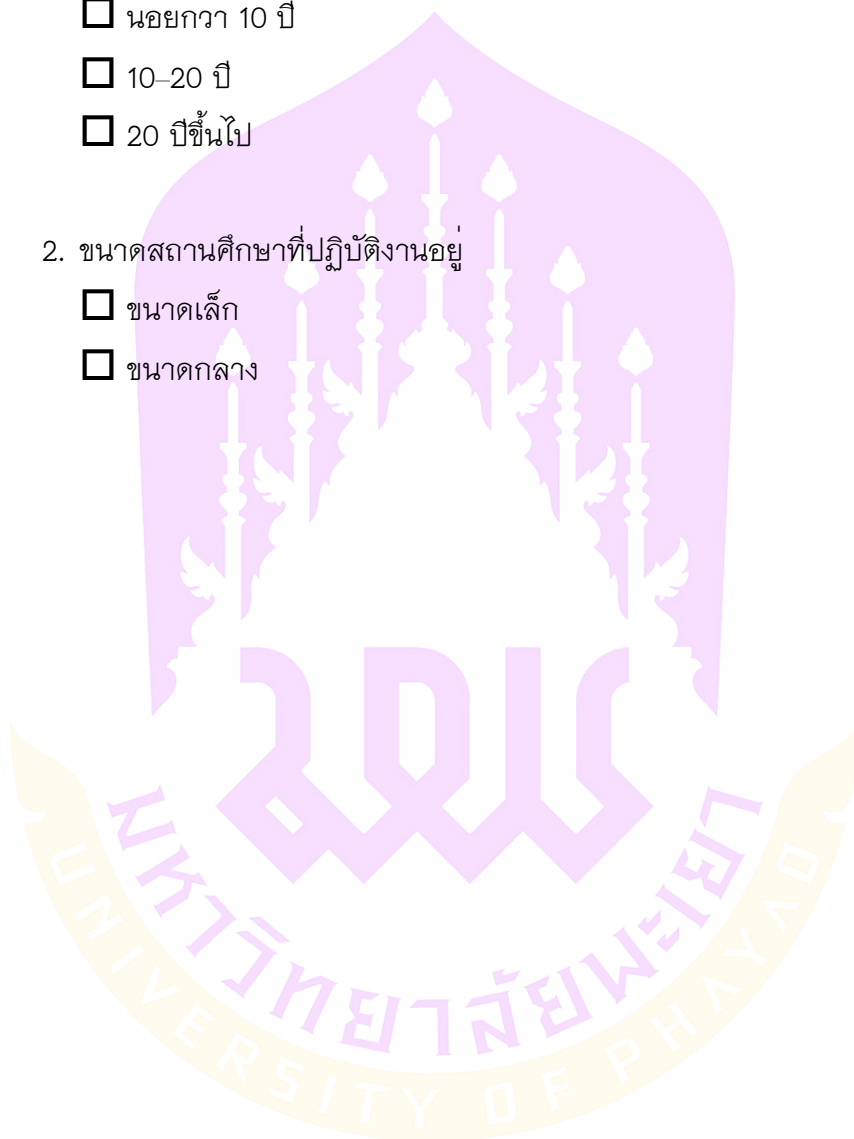 นอยกวา 10 ปี
10–20 ปี
20 ปีขึ้นไป
2. ขนาดสถานศึกษาที่ปฏิบัติงานอยู่
ขนาดเล็ก
ขนาดกลาง
มหาวิทยาลัยพะเยา
UNIVERSITY OF PHAYAO